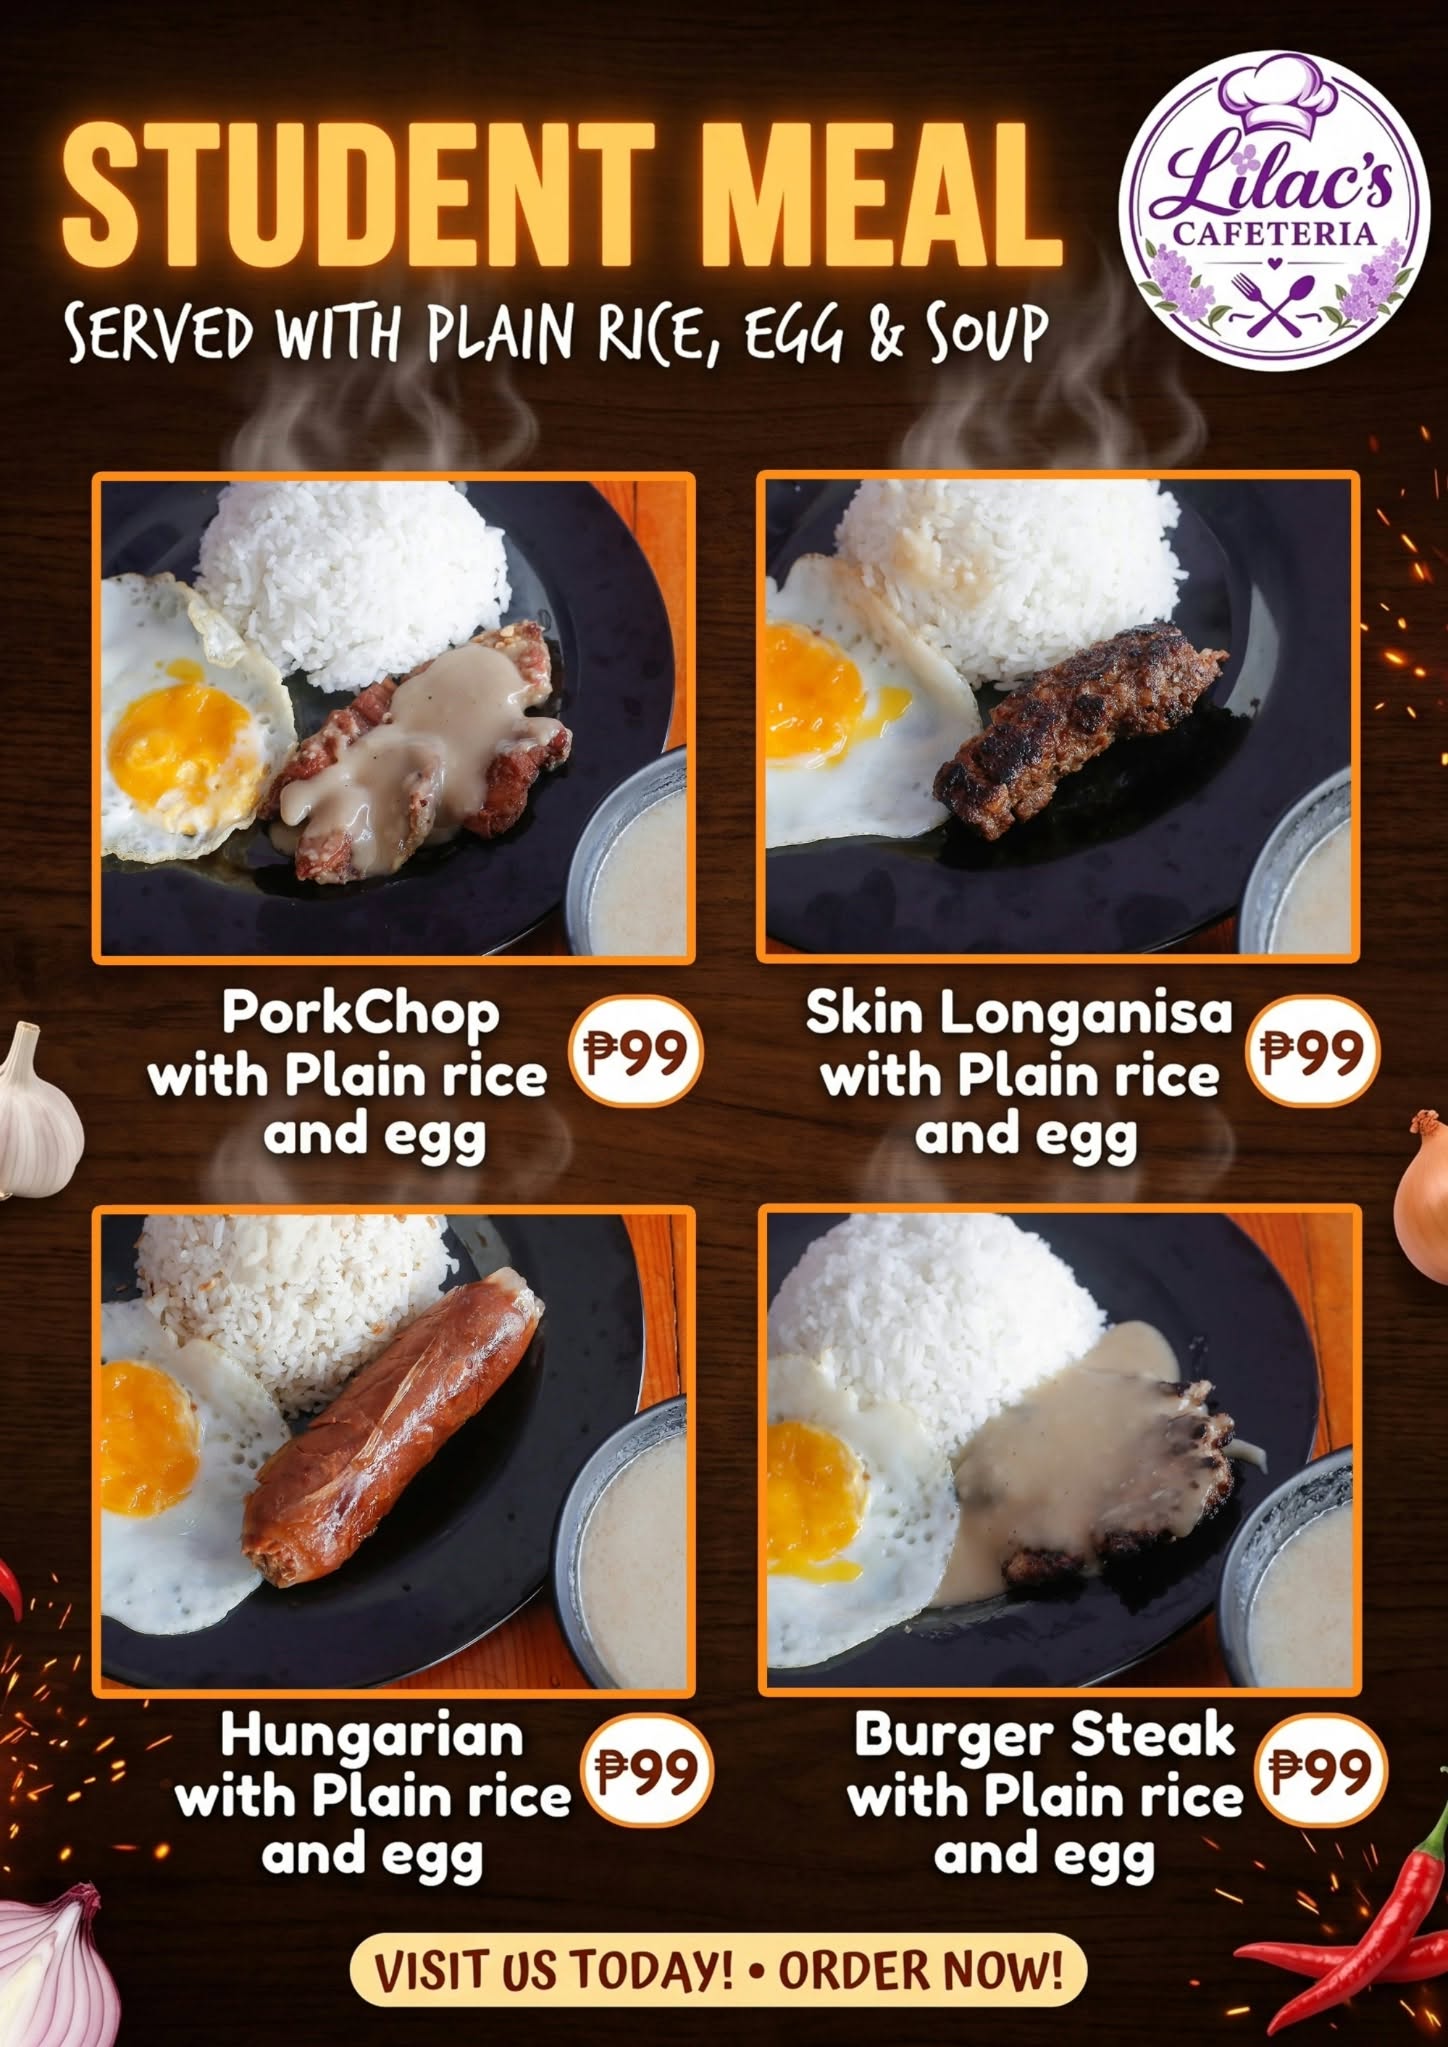 STUDENT MEAL
SERVED WITH PLAIN RICE, EGG & SOUP
Lilac's
CAFETERIA
PorkChop
with Plain rice
and egg
₱99
Skin Longanisa
with Plain rice
and egg
₱99
Hungarian
with Plain rice
and egg
₱99
Burger Steak
with Plain rice
and egg
₱99
VISIT US TODAY! • ORDER NOW!